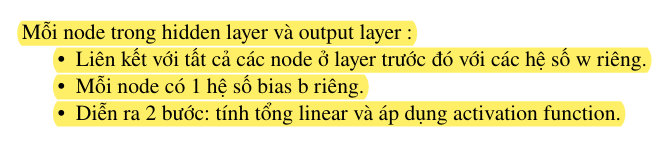 Mỗi node trong hidden layer và output layer :
• Liên kết với tất cả các node ở layer trước đó với các hệ số w riêng.
• Mỗi node có 1 hệ số bias b riêng.
• Diễn ra 2 bước: tính tổng linear và áp dụng activation function.